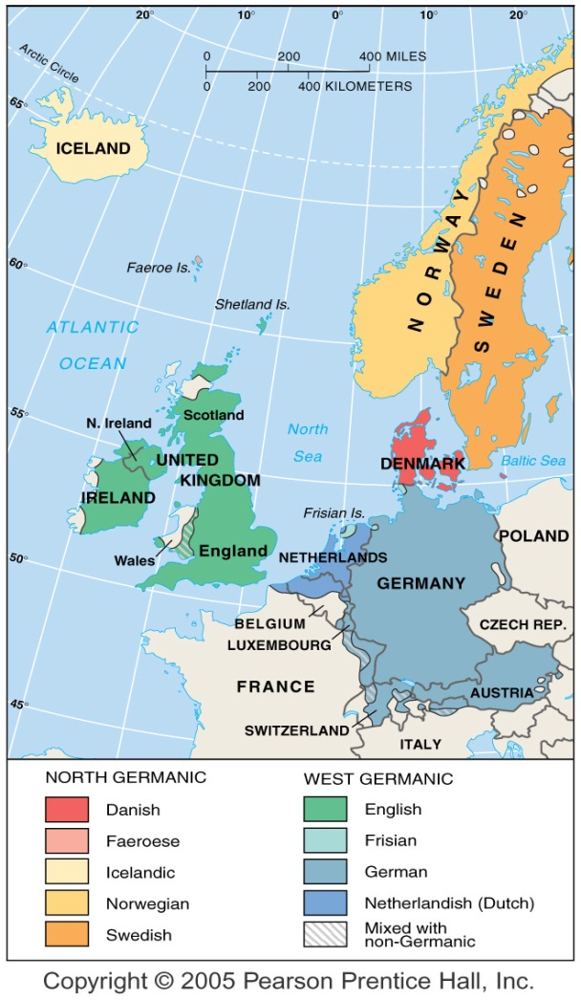 20°
10°
0°
10°
20°
0 200 400 MILES
0 200 400 KILOMETERS
Arctic Circle
65°
ICELAND
NORWAY
SWEDEN
60°
Faeroe Is.
Shetland Is.
ATLANTIC
OCEAN
55°
Scotland
N. Ireland
North
Sea
UNITED
KINGDOM
DENMARK
Baltic Sea
IRELAND
Frisian Is.
POLAND
50°
Wales
England
NETHERLANDS
GERMANY
BELGIUM
CZECH REP.
LUXEMBOURG
FRANCE
AUSTRIA
45°
SWITZERLAND
ITALY
NORTH GERMANIC
Danish
Faeroese
Icelandic
Norwegian
Swedish
WEST GERMANIC
English
Frisian
German
Netherlandish (Dutch)
Mixed with
non-Germanic
Copyright © 2005 Pearson Prentice Hall, Inc.